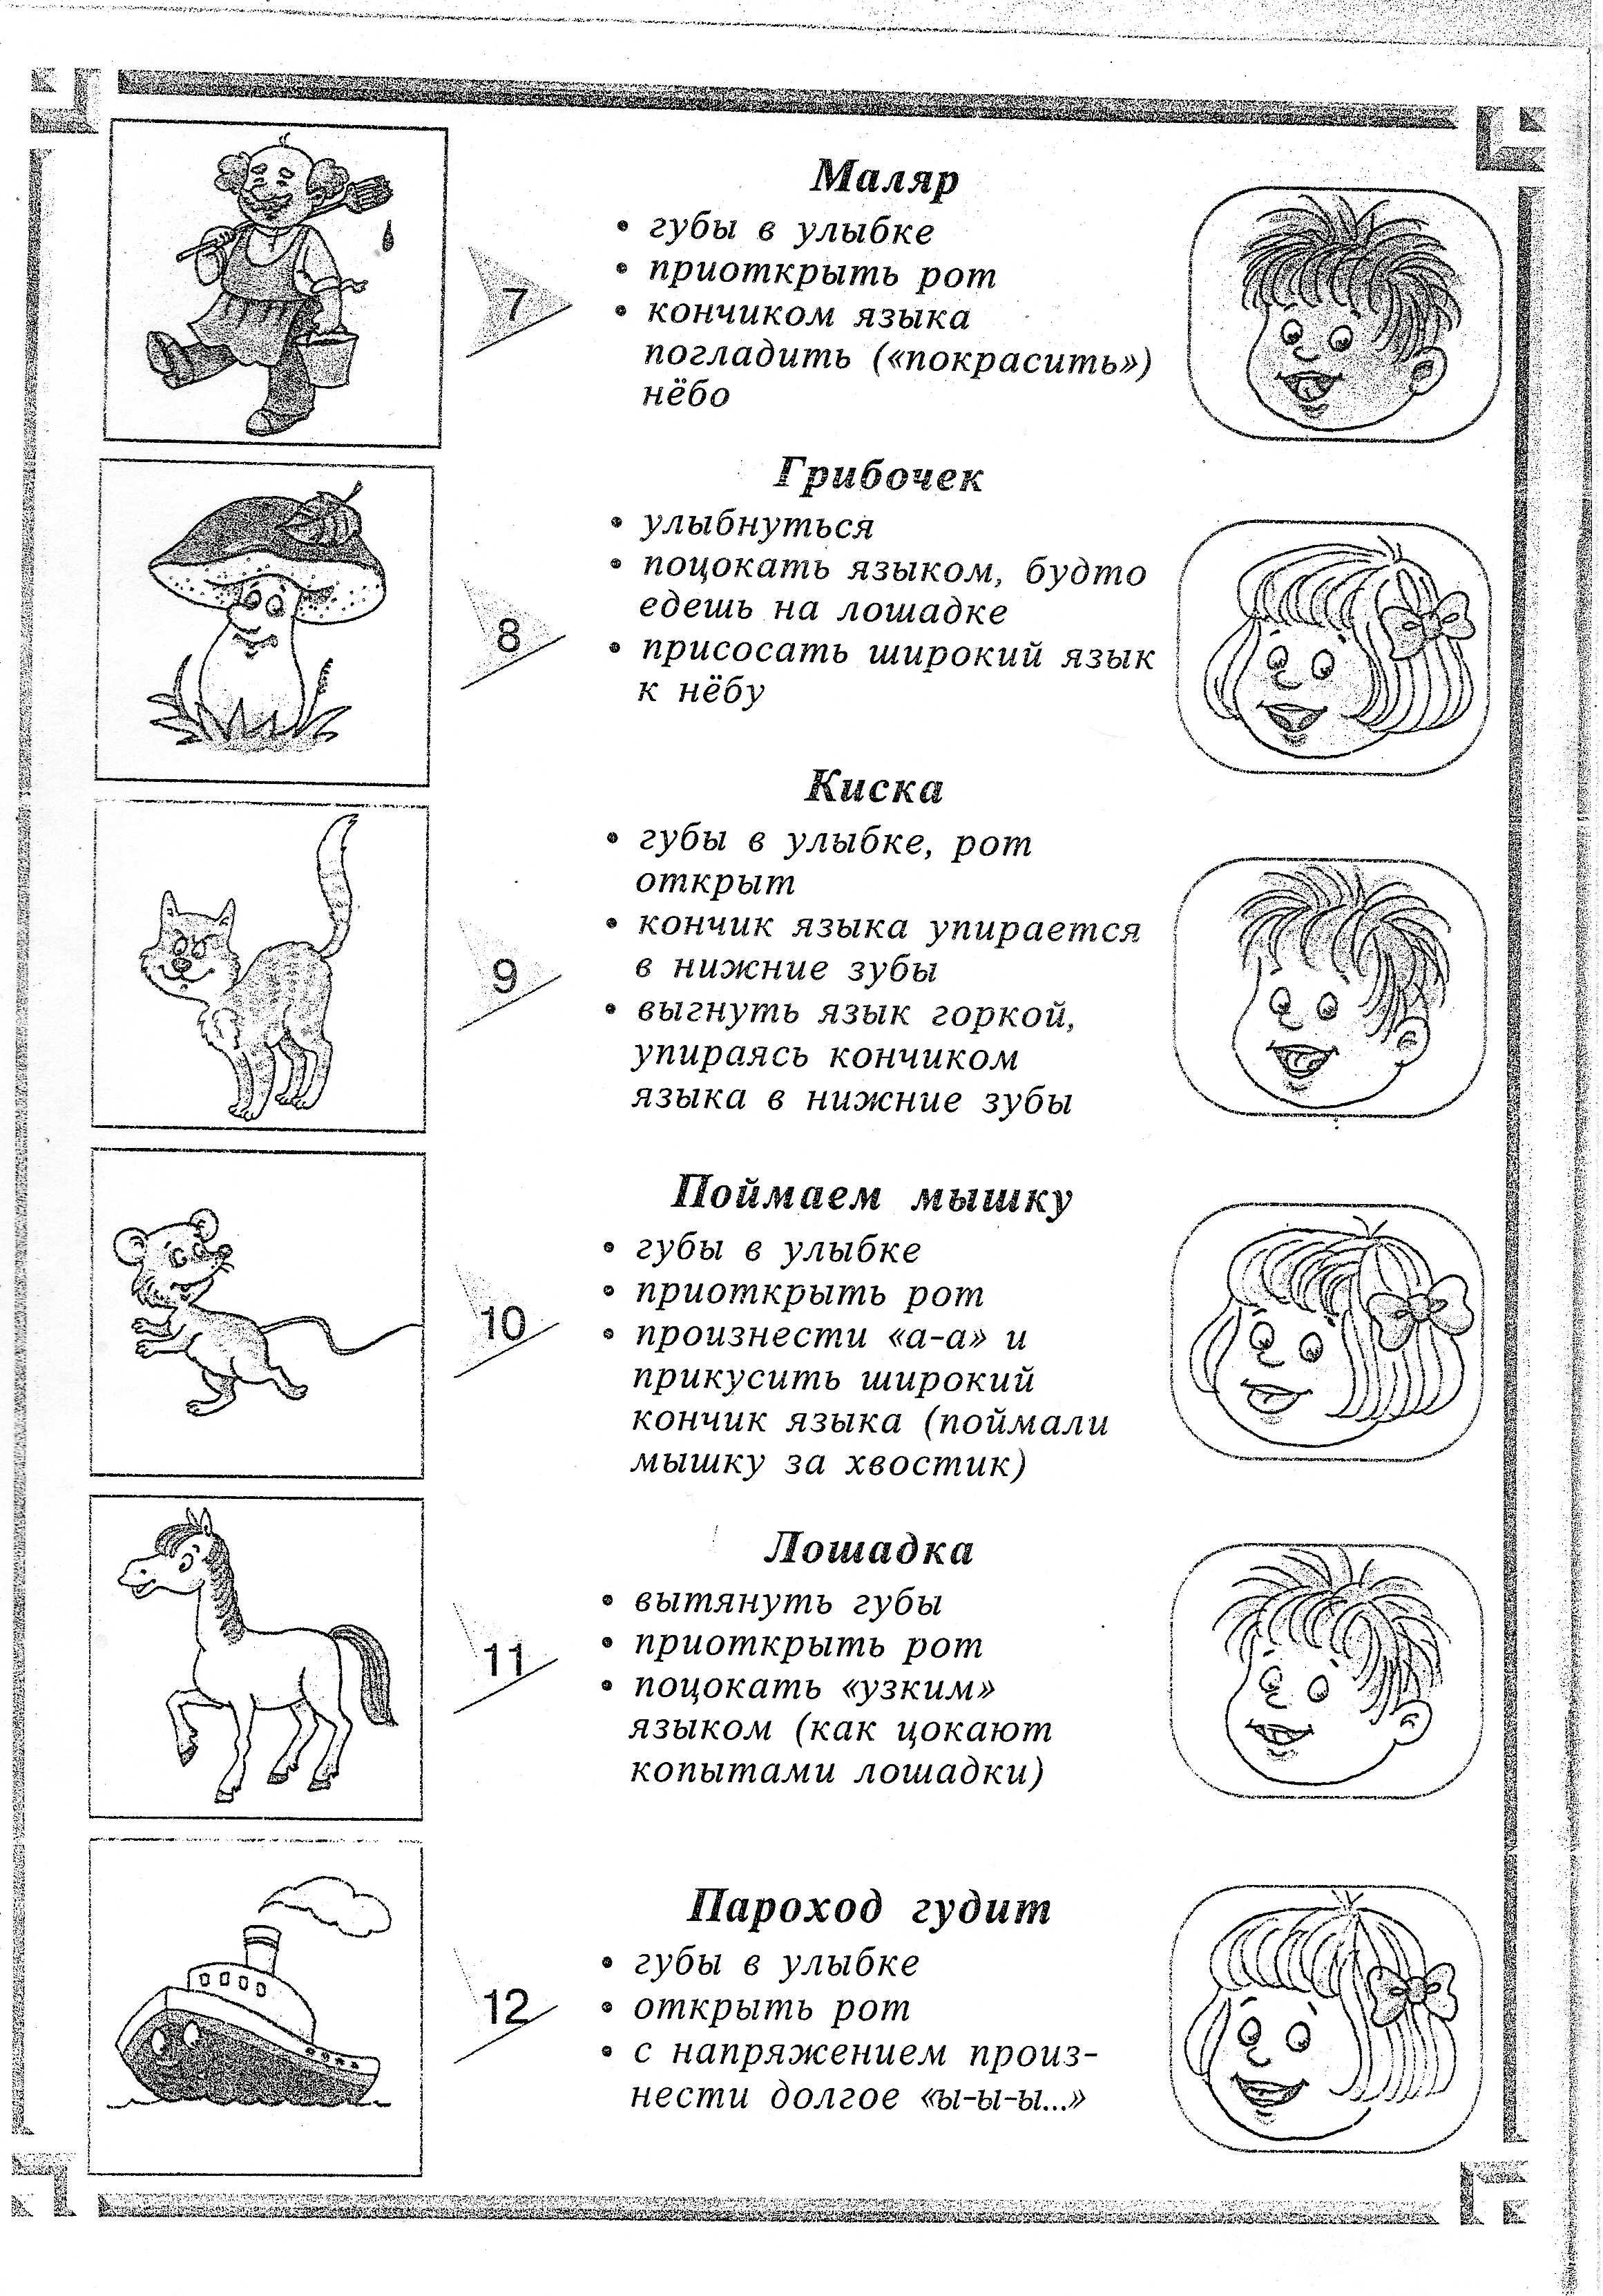 Маляр
• губы в улыбке
• приоткрыть рот
• кончиком языка
погладить («покрасить»)
нёбо
7
Грибочек
• улыбнуться
• поцокать языком, будто
едешь на лошадке
• присосать широкий язык
к нёбу
8
Киска
• губы в улыбке, рот
открыт
• кончик языка упирается
в нижние зубы
• выгнуть язык горкой,
упираясь кончиком
языка в нижние зубы
9
Поймаем мышку
• губы в улыбке
• приоткрыть рот
• произнести «а-а» и
прикусить широкий
кончик языка (поймали
мышку за хвостик)
10
Лошадка
• вытянуть губы
• приоткрыть рот
• поцокать «узким»
языком (как цокают
копытами лошадки)
11
Пароход гудит
• губы в улыбке
• открыть рот
• с напряжением произ-
нести долгое «ы-ы-ы...»
12